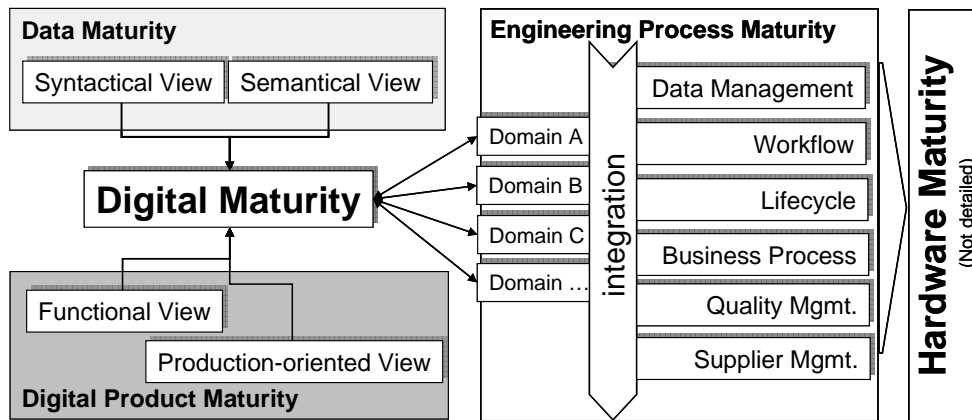 Data Maturity
Syntactical View
Semantical View
Digital Maturity
Functional View
Production-oriented View
Digital Product Maturity
Engineering Process Maturity
Domain A
Domain B
Domain C
Domain …
integration
Data Management
Workflow
Lifecycle
Business Process
Quality Mgmt.
Supplier Mgmt.
Hardware Maturity
(Not detailed)